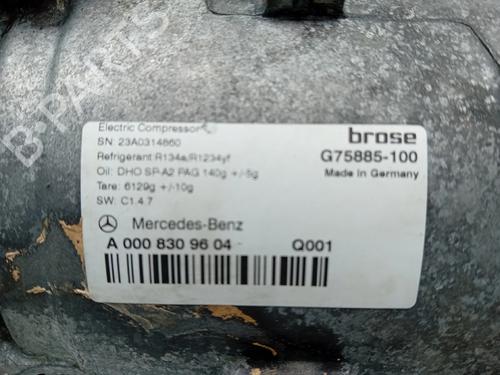 B-PARTS
Electric Compressor
SN: 23A0314860
Refrigerant R134a/R1234yf
Oil: DHO SP-A2 PAG 140g +/-5g
Tare: 6129g +/-10g
SW: C1.4.7
brose
G75885-100
Made in Germany
Mercedes-Benz
A 000 830 96 04
Q001